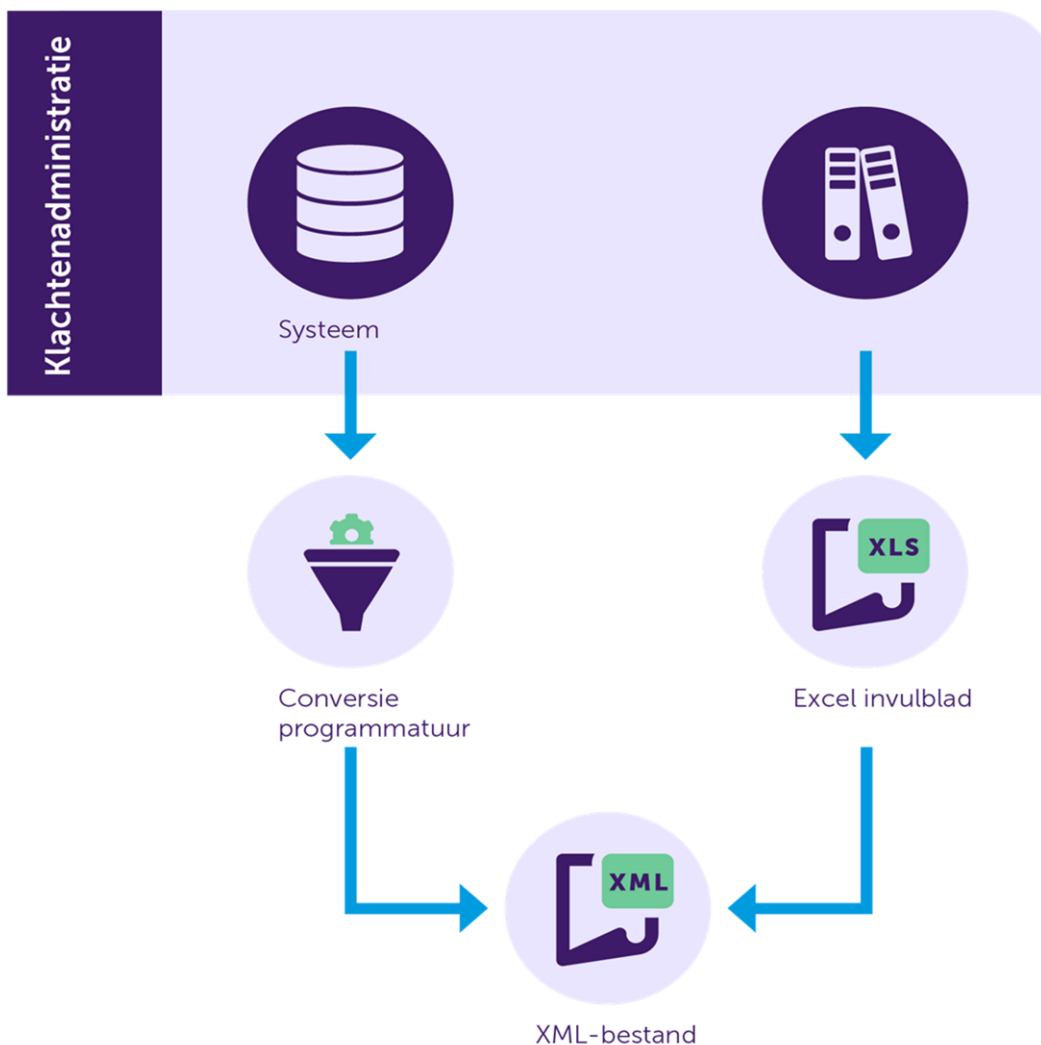 Klachtenadministratie
Systeem
XLS
Conversie
programmatuur
Excel invulblad
XML
XML-bestand